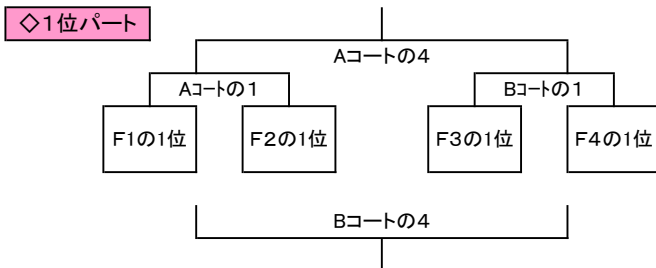 ◇1位パート
Aコートの4
Aコートの1
Bコートの1
F1の1位
F2の1位
F3の1位
F4の1位
Bコートの4